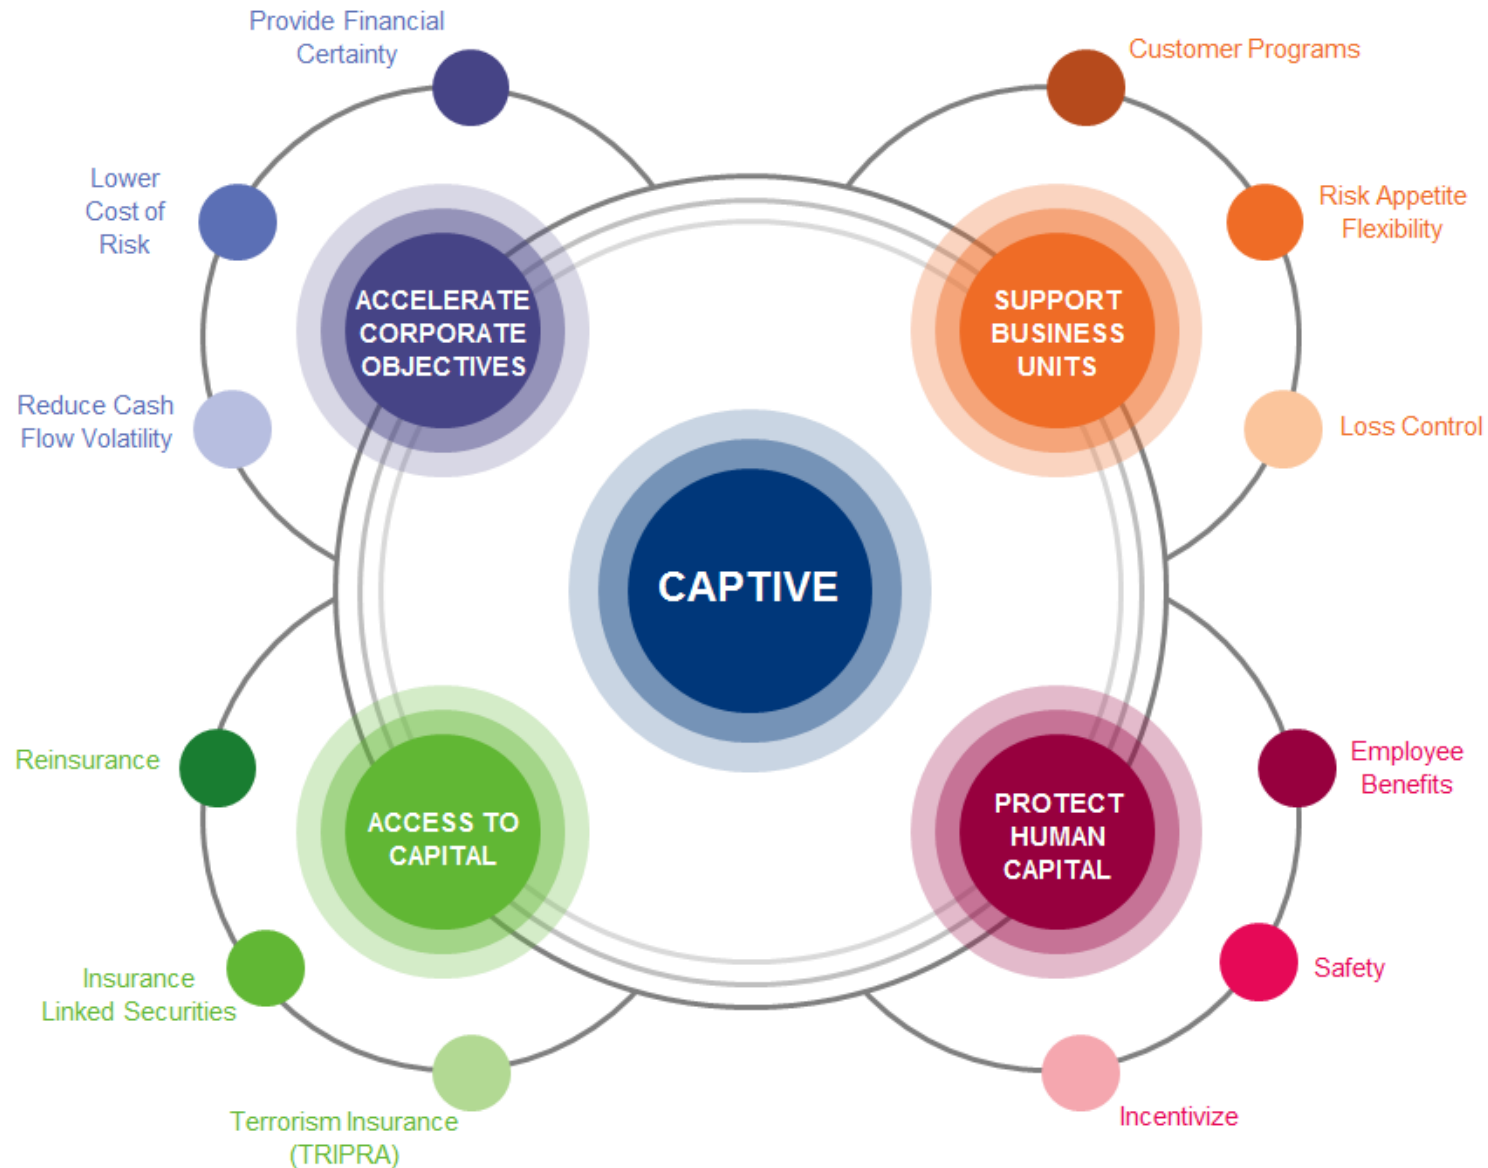 Provide Financial
Certainty
Lower
Cost of
Risk
Reduce Cash
Flow Volatility
ACCELERATE
CORPORATE
OBJECTIVES
Customer Programs
Risk Appetite
Flexibility
Loss Control
SUPPORT
BUSINESS
UNITS
CAPTIVE
Reinsurance
Insurance
Linked Securities
Terrorism Insurance
(TRIPRA)
ACCESS TO
CAPITAL
PROTECT
HUMAN
CAPITAL
Employee
Benefits
Safety
Incentivize